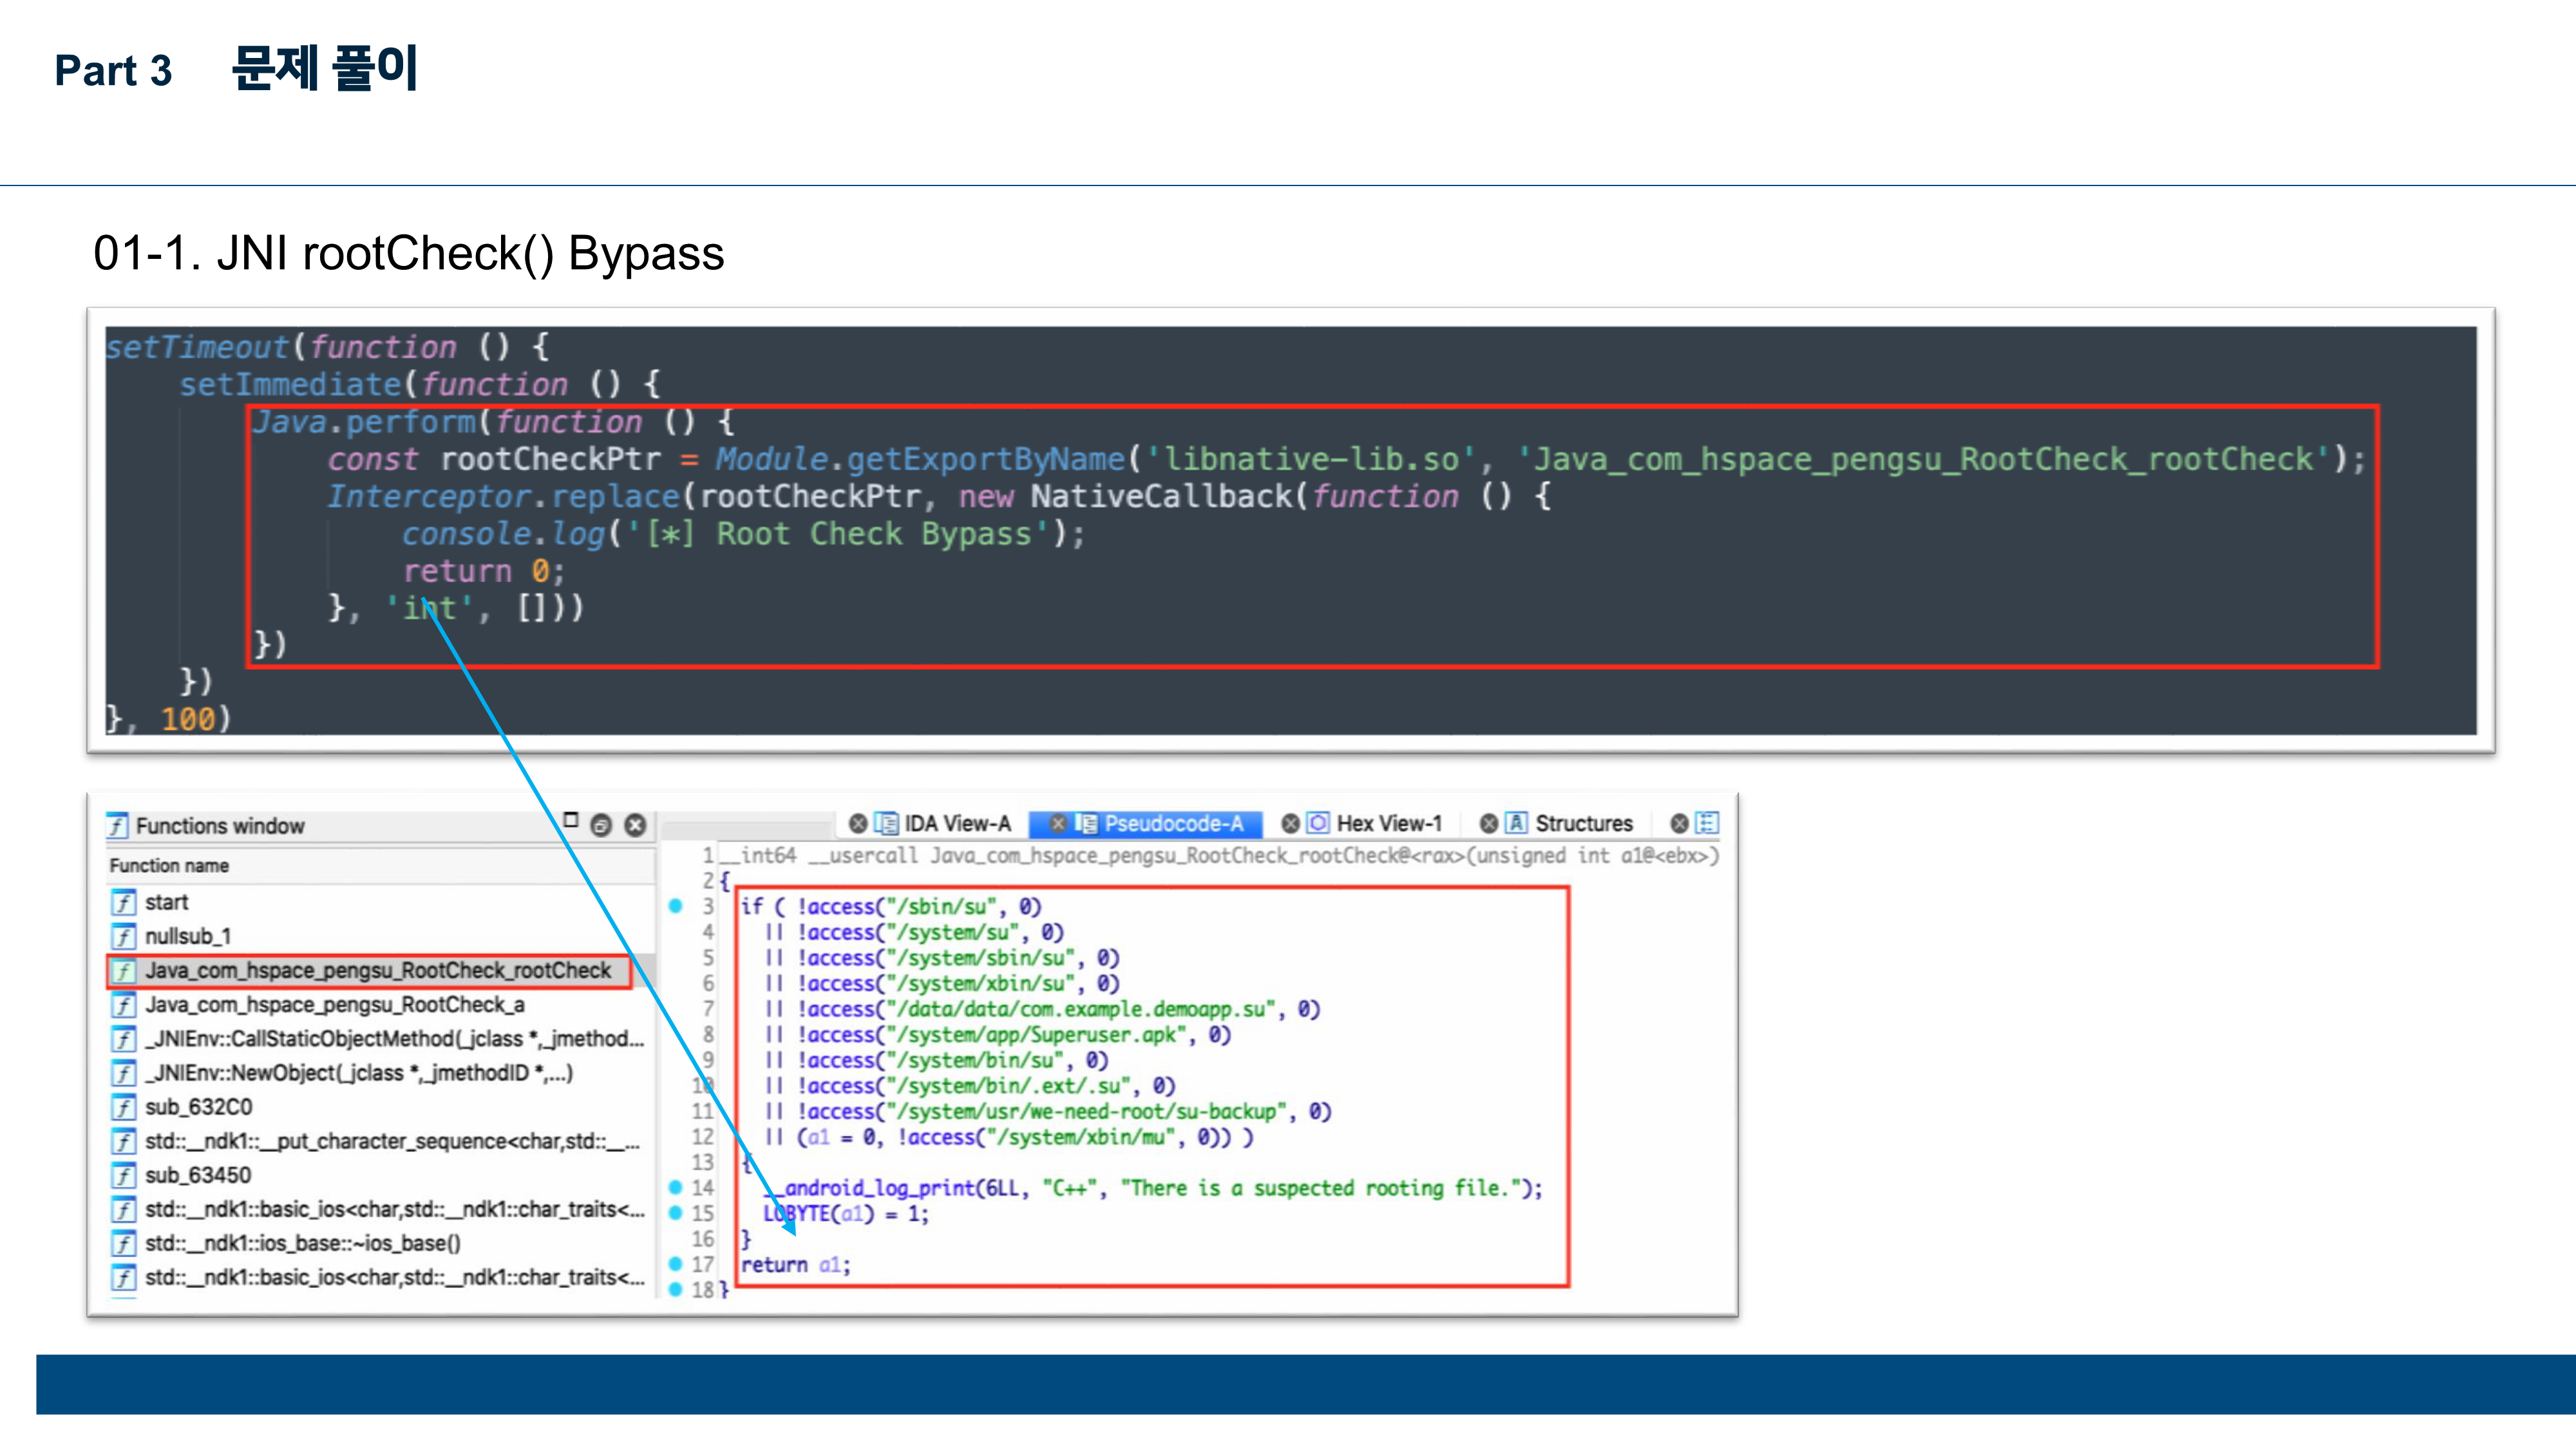 Part 3 문제 풀이
01-1. JNI rootCheck() Bypass
setTimeout(function () {
setImmediate(function () {
Java.perform(function () {
const rootCheckPtr = Module.getExportByName('libnative-lib.so', 'Java_com_hspace_pengsu_RootCheck_rootCheck');
Interceptor.replace(rootCheckPtr, new NativeCallback(function () {
console.log('[*] Root Check Bypass');
return 0;
}, 'int', []))
})
})
}, 100)
Functions window
Function name
start
nullsub_1
Java_com_hspace_pengsu_RootCheck_rootCheck
Java_com_hspace_pengsu_RootCheck_a
_JNIEnv::CallStaticObjectMethod(_jclass *,_jmethod...
_JNIEnv::NewObject(_jclass *,_jmethodID *,...)
sub_632C0
std::__ndk1::__put_character_sequence<char,std::__...
sub_63450
std::__ndk1::basic_ios<char,std::__ndk1::char_traits<...
std::__ndk1::ios_base::~ios_base()
std::__ndk1::basic_ios<char,std::__ndk1::char_traits<...
IDA View-A Pseudocode-A Hex View-1 Structures
1 __int64 __usercall Java_com_hspace_pengsu_RootCheck_rootCheck@<rax>(unsigned int a1@<ebx>)
2 {
3 if ( !access("/sbin/su", 0)
4 || !access("/system/su", 0)
5 || !access("/system/sbin/su", 0)
6 || !access("/system/xbin/su", 0)
7 || !access("/data/data/com.example.demoapp.su", 0)
8 || !access("/system/app/Superuser.apk", 0)
9 || !access("/system/bin/su", 0)
10 || !access("/system/bin/.ext/.su", 0)
11 || !access("/system/usr/we-need-root/su-backup", 0)
12 || (a1 = 0, !access("/system/xbin/mu", 0)) )
13 {
14 __android_log_print(6LL, "C++", "There is a suspected rooting file.");
15 LOBYTE(a1) = 1;
16 }
17 return a1;
18 }